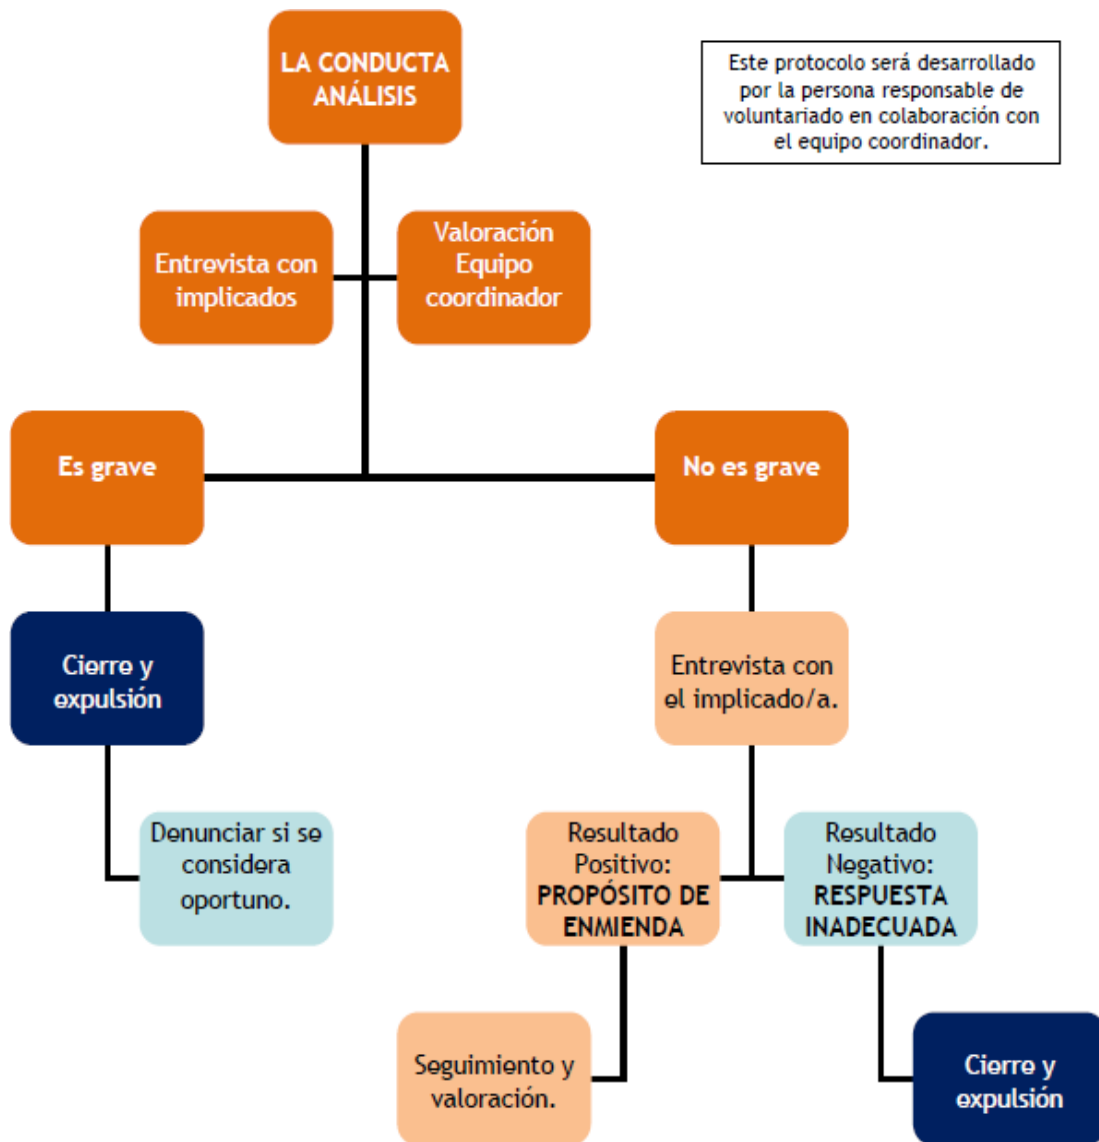 LA CONDUCTA
ANÁLISIS
Este protocolo será desarrollado
por la persona responsable de
voluntariado en colaboración con
el equipo coordinador.
Entrevista con
implicados
Valoración
Equipo
coordinador
Es grave
No es grave
Cierre y
expulsión
Entrevista con
el implicado/a.
Denunciar si se
considera
oportuno.
Resultado
Positivo:
PROPÓSITO DE
ENMIENDA
Resultado
Negativo:
RESPUESTA
INADECUADA
Seguimiento y
valoración.
Cierre y
expulsión